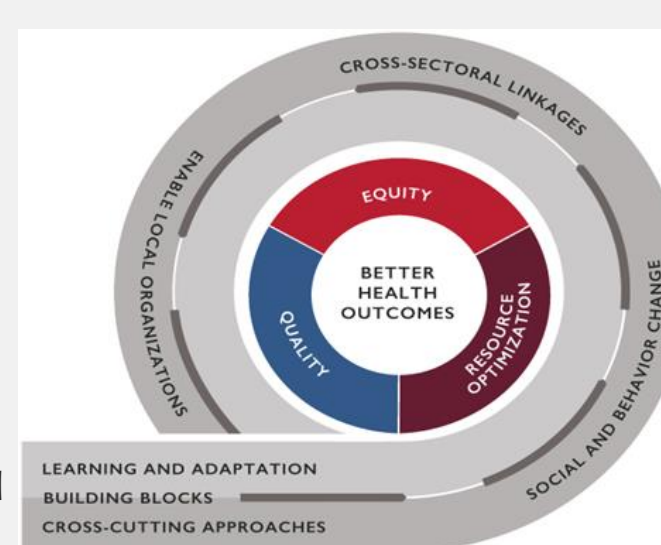 CROSS-SECTORAL LINKAGES
ENABLE LOCAL ORGANIZATIONS
EQUITY
BETTER
HEALTH
OUTCOMES
QUALITY
RESOURCE
OPTIMIZATION
SOCIAL AND BEHAVIOR CHANGE
LEARNING AND ADAPTATION
BUILDING BLOCKS
CROSS-CUTTING APPROACHES